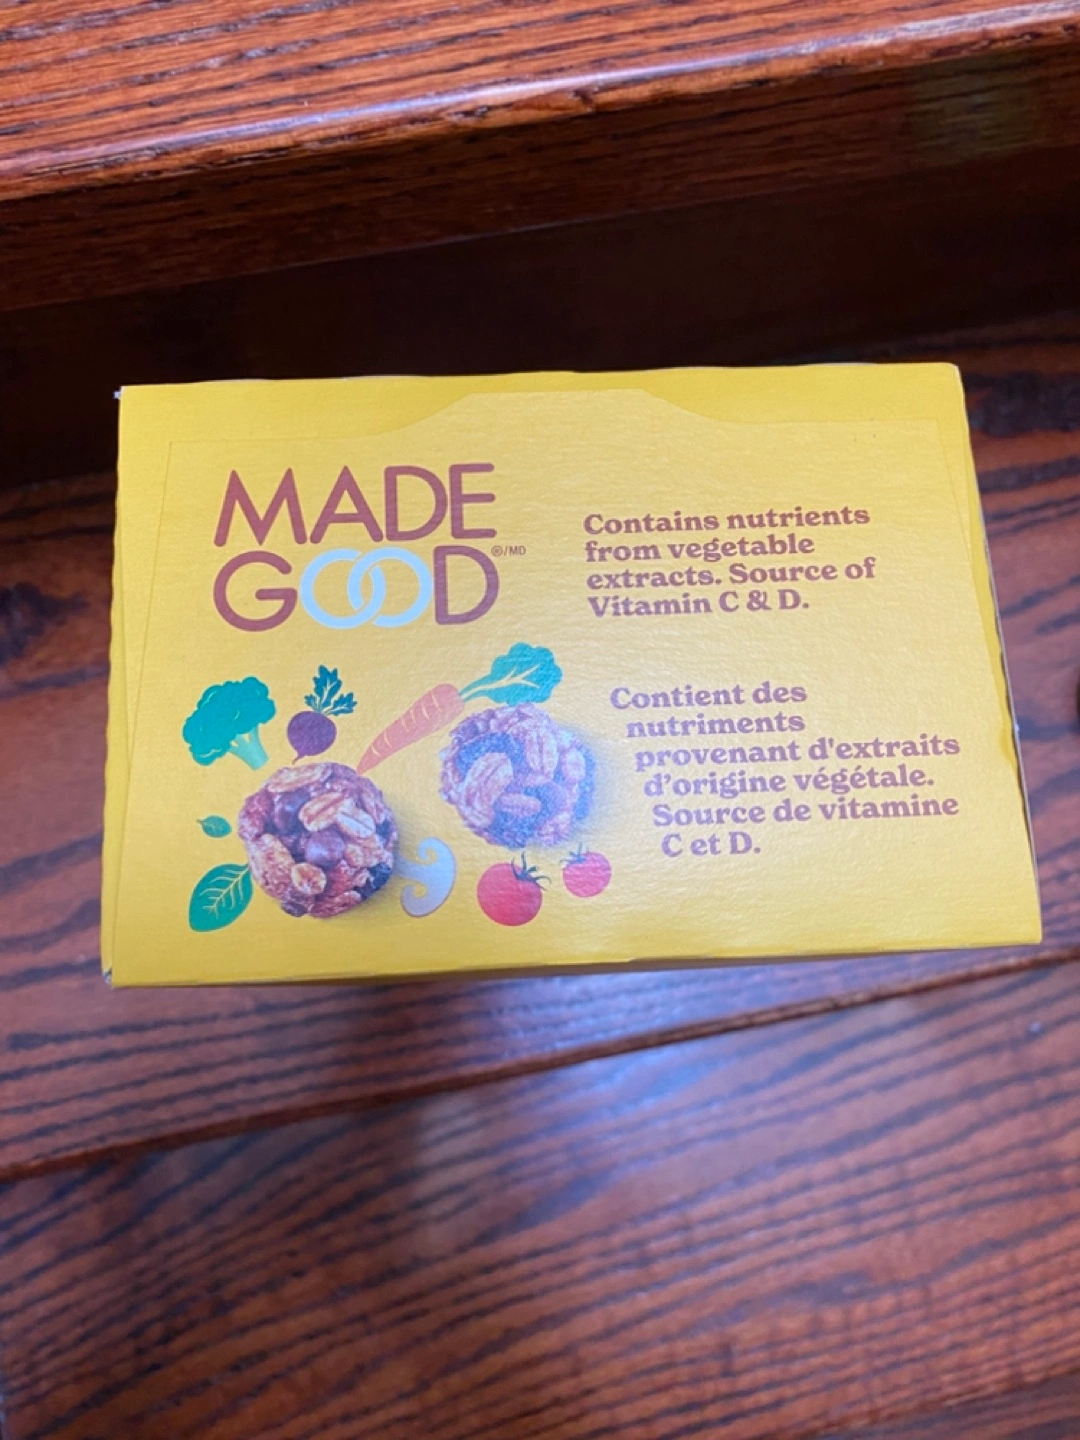 MADE
GOOD®/MD
Contains nutrients
from vegetable
extracts. Source of
Vitamin C & D.
Contient des
nutriments
provenant d'extraits
d’origine végétale.
Source de vitamine
C et D.